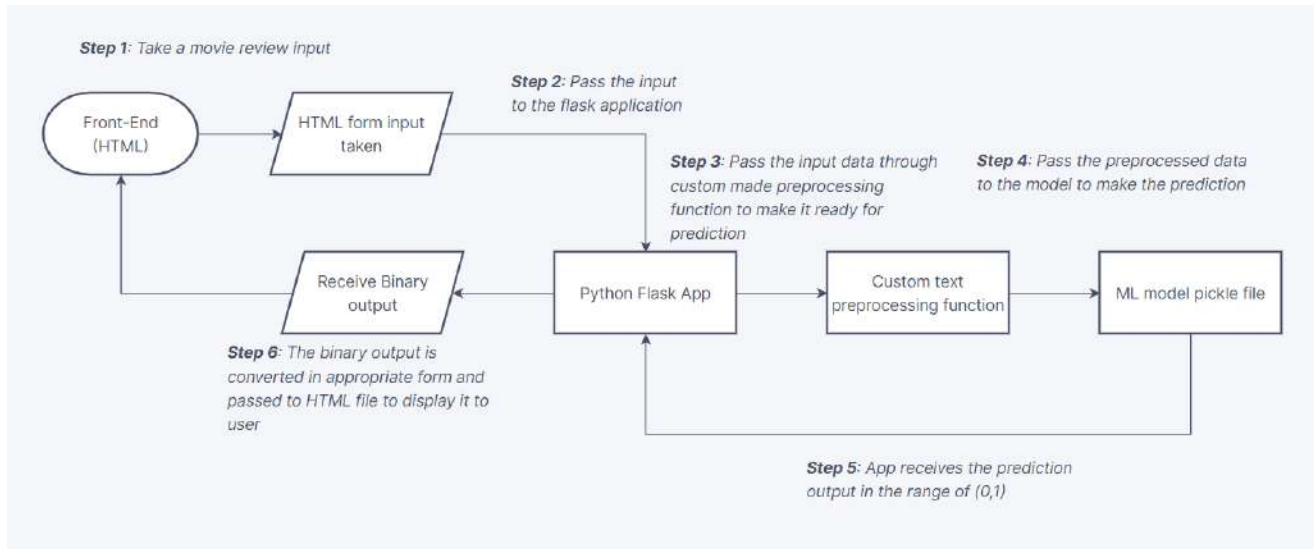 Step 1: Take a movie review input
Step 2: Pass the input
to the flask application
Front-End
(HTML)
HTML form input
taken
Step 3: Pass the input data through
custom made preprocessing
function to make it ready for
prediction
Step 4: Pass the preprocessed data
to the model to make the prediction
Receive Binary
output
Python Flask App
Custom text
preprocessing function
ML model pickle file
Step 6: The binary output is
converted in appropriate form and
passed to HTML file to display it to
user
Step 5: App receives the prediction
output in the range of (0,1)